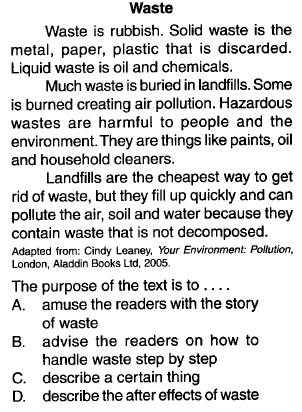 Waste
Waste is rubbish. Solid waste is the
metal, paper, plastic that is discarded.
Liquid waste is oil and chemicals.
Much waste is buried in landfills. Some
is burned creating air pollution. Hazardous
wastes are harmful to people and the
environment. They are things like paints, oil
and household cleaners.
Landfills are the cheapest way to get
rid of waste, but they fill up quickly and can
pollute the air, soil and water because they
contain waste that is not decomposed.
Adapted from: Cindy Leaney, Your Environment: Pollution,
London, Aladdin Books Ltd, 2005.
The purpose of the text is to . . . .
A. amuse the readers with the story
of waste
B. advise the readers on how to
handle waste step by step
C. describe a certain thing
D. describe the after effects of waste